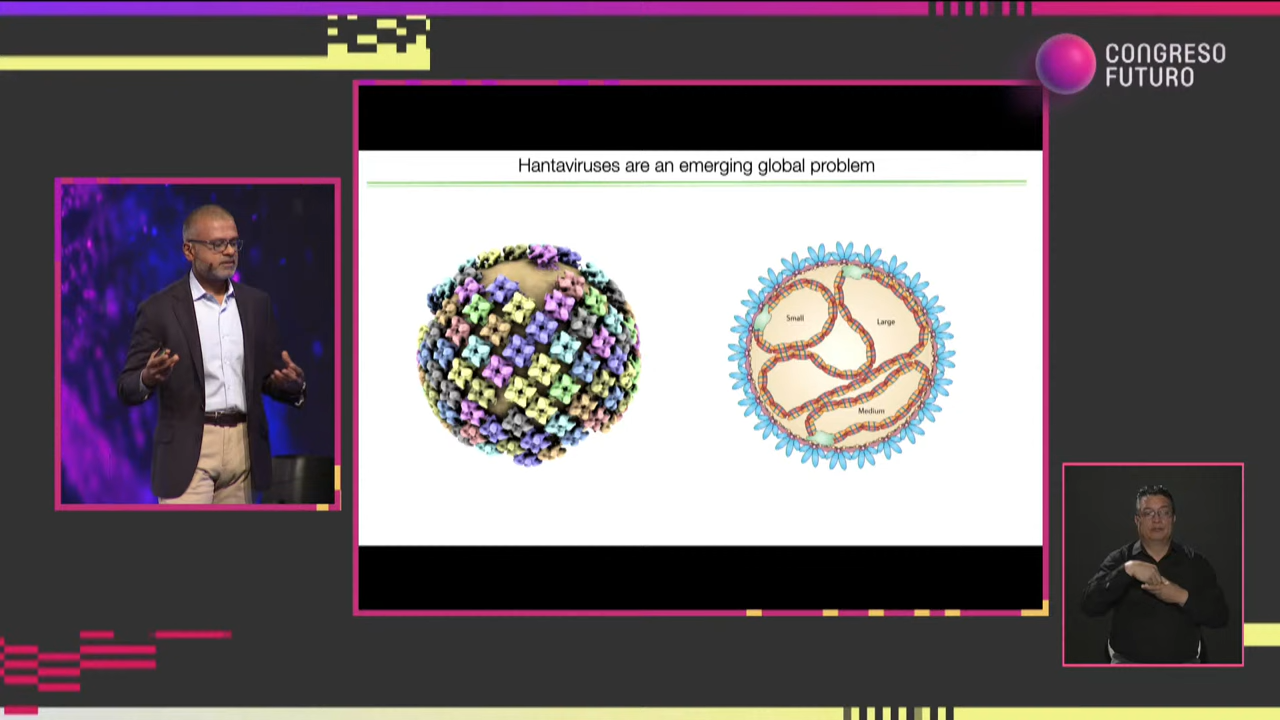 CONGRESO
FUTURO
Hantaviruses are an emerging global problem
Small
Large
Medium